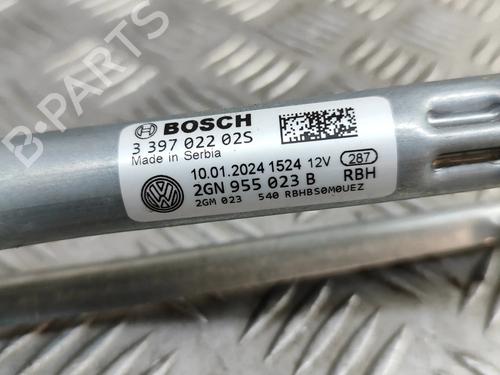 B-PARTS
BOSCH
3 397 022 02S
Made in Serbia
10.01.2024 1524 12V 287
2GN 955 023 B RBH
2GM 023 540 RBHBS0M0UEZ